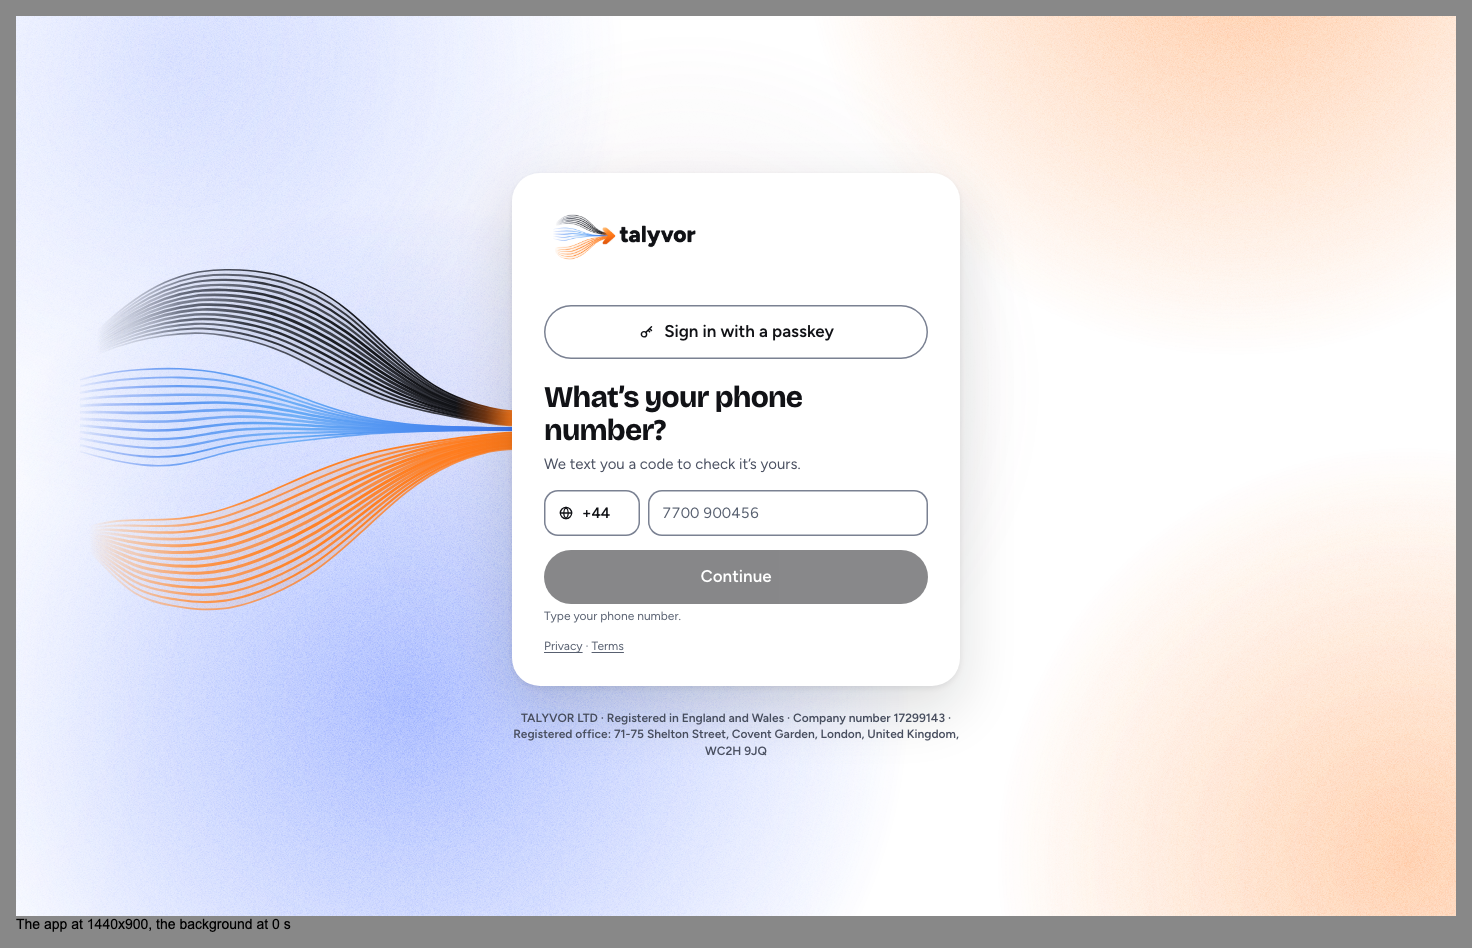 talyvor
Sign in with a passkey
What's your phone
number?
We text you a code to check it's yours.
+44
7700 900456
Continue
Type your phone number.
Privacy · Terms
TALYVOR LTD · Registered in England and Wales · Company number 17299143 ·
Registered office: 71-75 Shelton Street, Covent Garden, London, United Kingdom,
WC2H 9JQ
The app at 1440x900, the background at 0 s